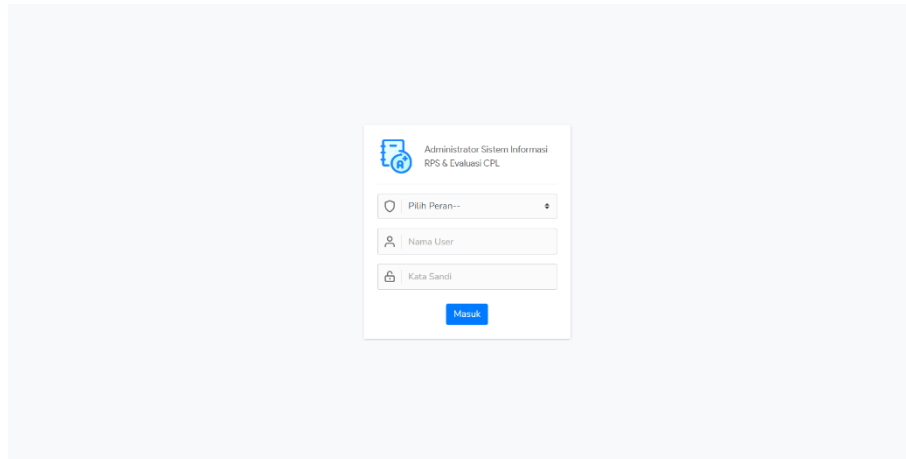 Administrator Sistem Informasi
RPS & Evaluasi CPL
Pilih Peran--
Nama User
Kata Sandi
Masuk